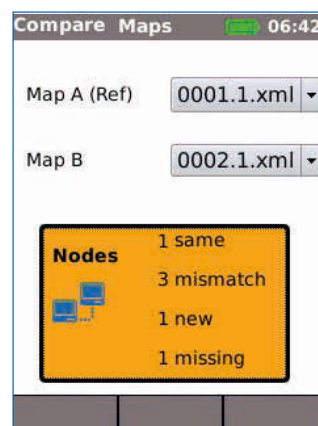 Compare Maps 06:42
Map A (Ref) 0001.1.xml
Map B 0002.1.xml
Nodes
1 same
3 mismatch
1 new
1 missing